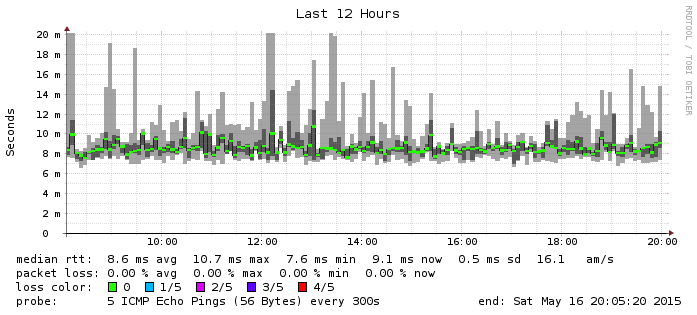 Last 12 Hours
RRDTOOL / TOBI OETIKER
Seconds
20 m
18 m
16 m
14 m
12 m
10 m
8 m
6 m
4 m
2 m
0
10:00 12:00 14:00 16:00 18:00 20:00
median rtt: 8.6 ms avg 10.7 ms max 7.6 ms min 9.1 ms now 0.5 ms sd 16.1 am/s
packet loss: 0.00 % avg 0.00 % max 0.00 % min 0.00 % now
loss color: 0 1/5 2/5 3/5 4/5
probe: 5 ICMP Echo Pings (56 Bytes) every 300s end: Sat May 16 20:05:20 2015